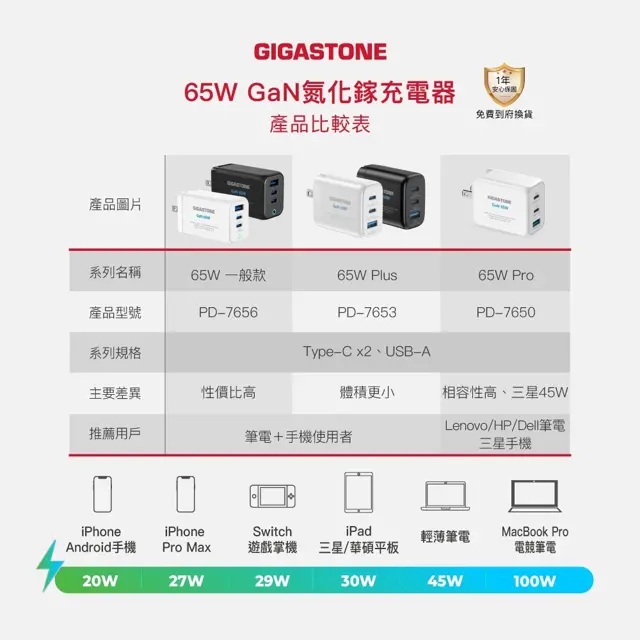 GIGASTONE
65W GaN氮化鎵充電器
產品比較表
1年
安心保固
免費到府換貨
產品圖片
GIGASTONE
GIGASTONE
GaN 65W
GIGASTONE
GaN 65W
系列名稱
65W 一般款
65W Plus
65W Pro
產品型號
PD-7656
PD-7653
PD-7650
系列規格
Type-C x2、USB-A
主要差異
性價比高
體積更小
相容性高、三星45W
推薦用戶
筆電＋手機使用者
Lenovo/HP/Dell筆電
三星手機
iPhone
Android手機
iPhone
Pro Max
Switch
遊戲掌機
iPad
三星/華碩平板
輕薄筆電
MacBook Pro
電競筆電
20W
27W
29W
30W
45W
100W